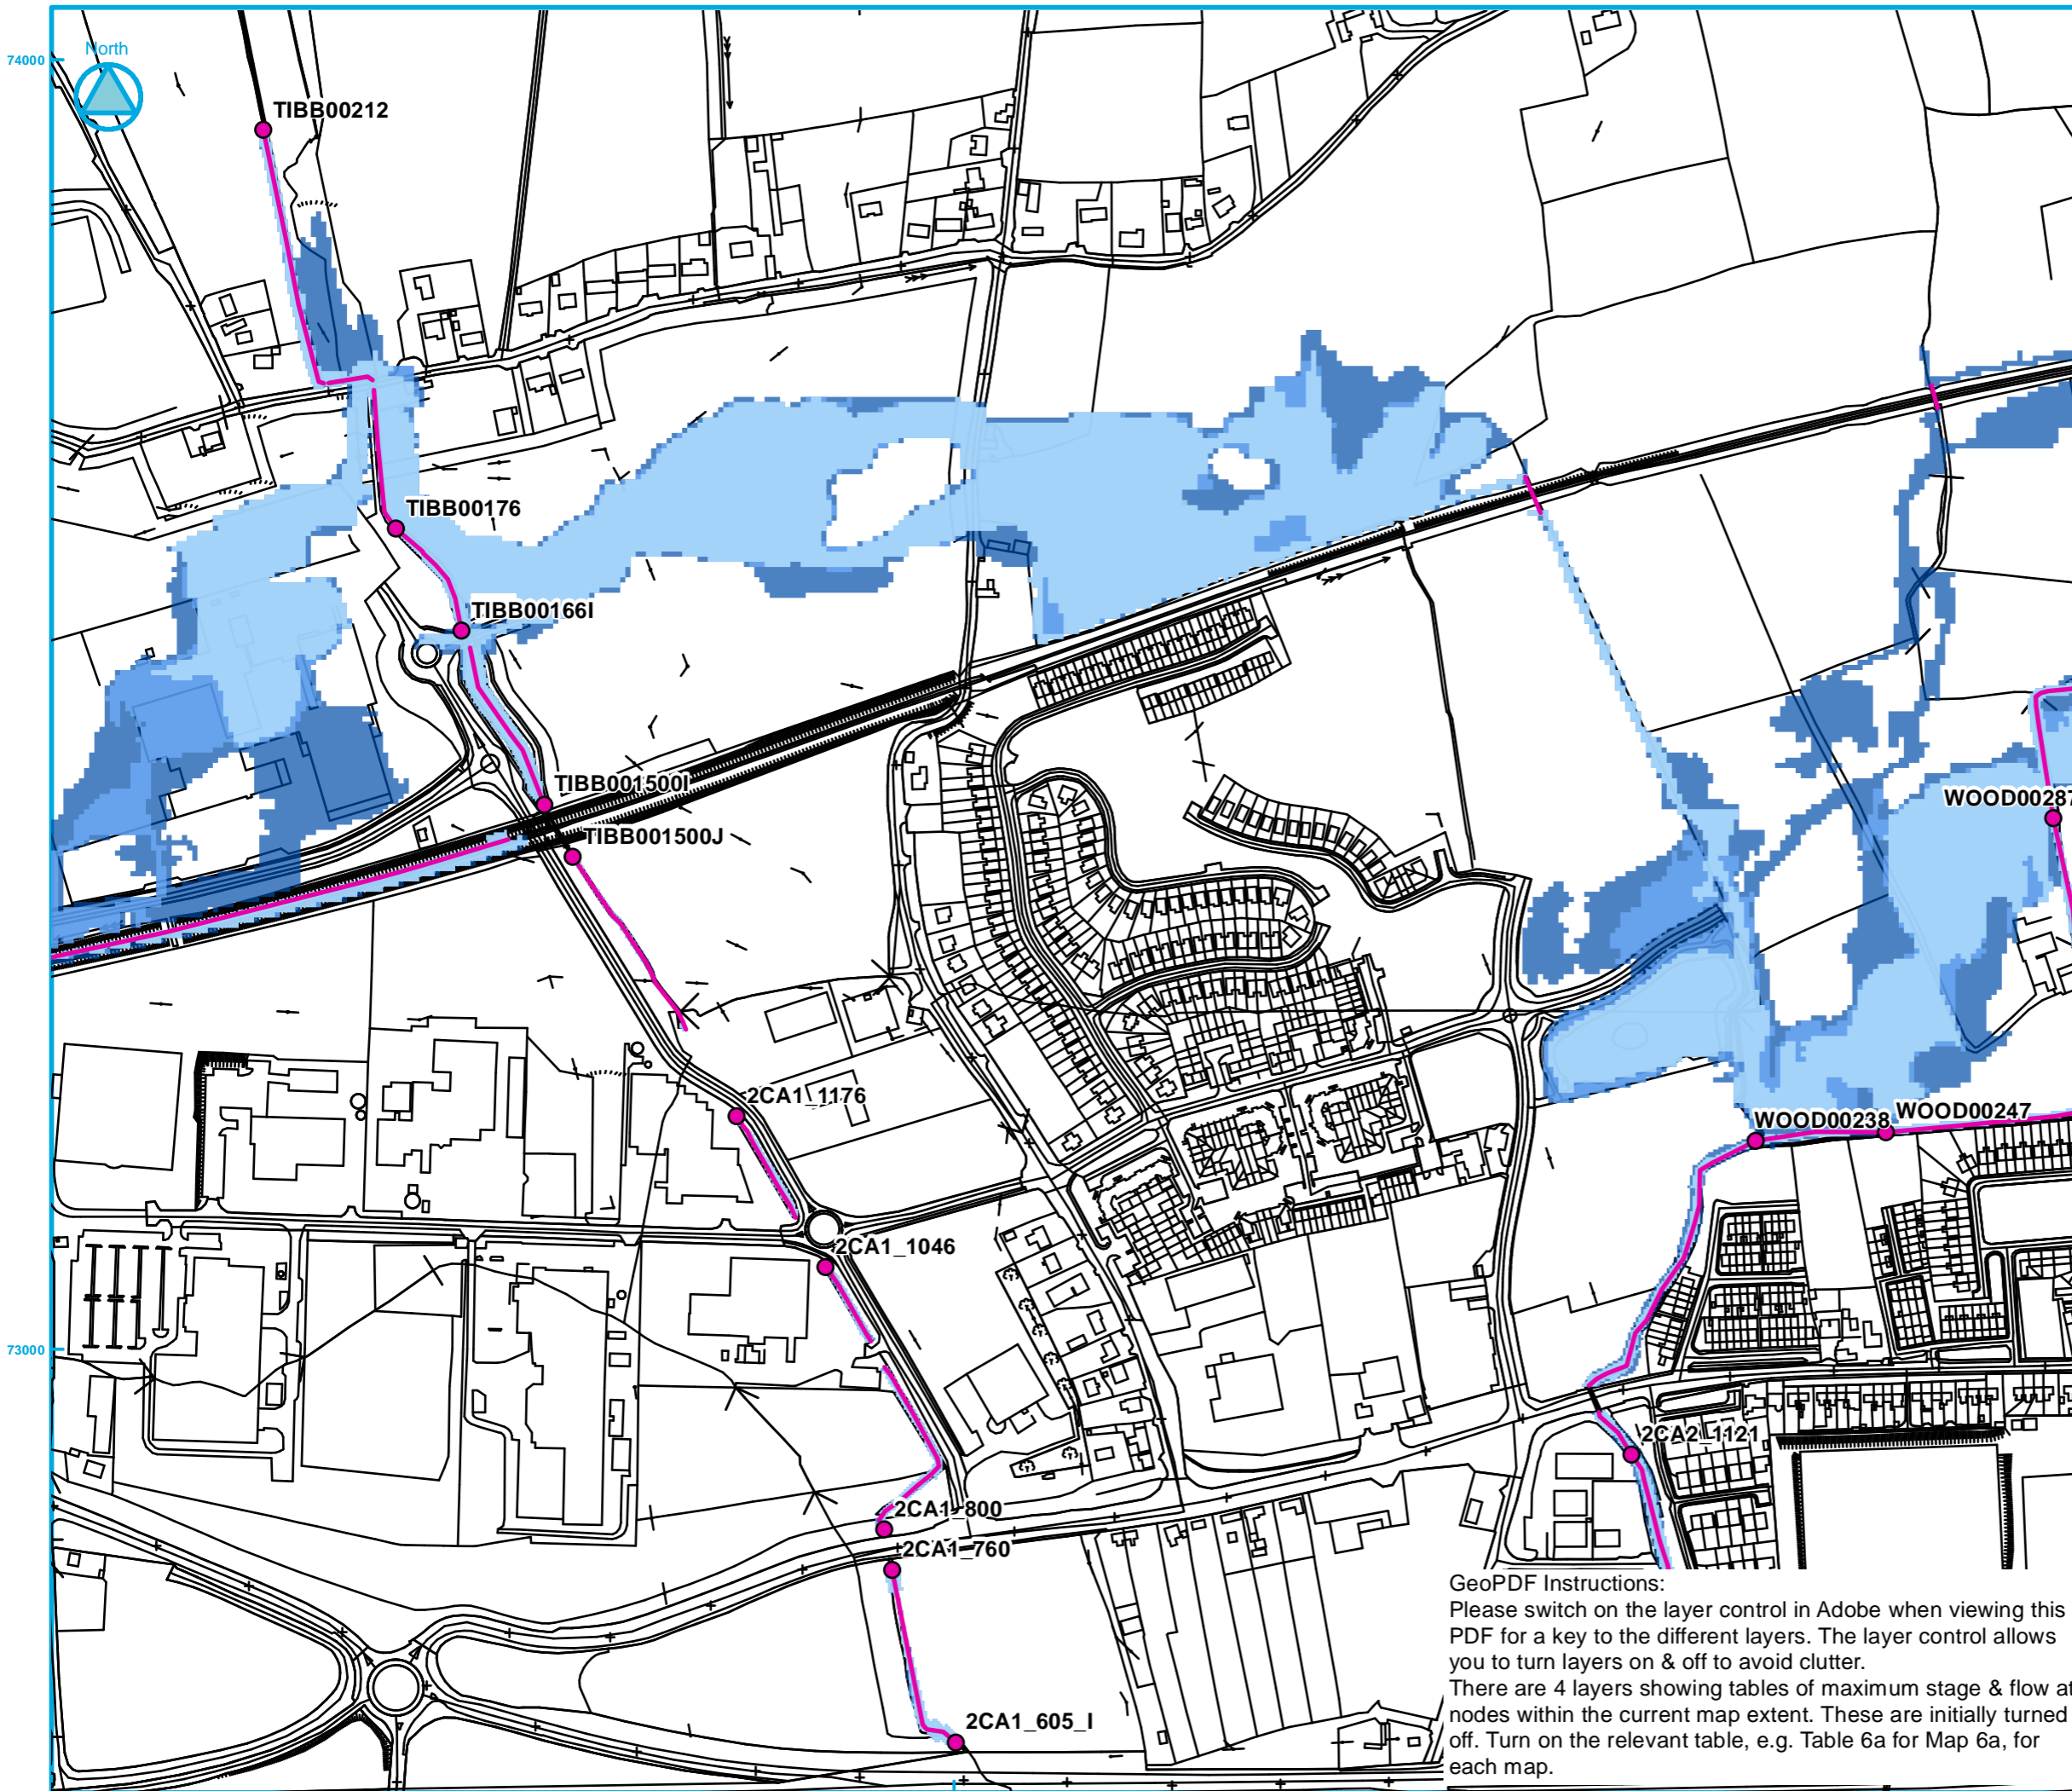 North
74000
TIBB00212
TIBB00176
TIBB00166I
TIBB001500I
WOOD00287
TIBB001500J
2CA1_1176
WOOD00238
WOOD00247
2CA1_1046
73000
2CA2_1121
2CA1_800
2CA1_760
2CA1_605_I
GeoPDF Instructions:
Please switch on the layer control in Adobe when viewing this
PDF for a key to the different layers. The layer control allows
you to turn layers on & off to avoid clutter.
There are 4 layers showing tables of maximum stage & flow at
nodes within the current map extent. These are initially turned
off. Turn on the relevant table, e.g. Table 6a for Map 6a, for
each map.